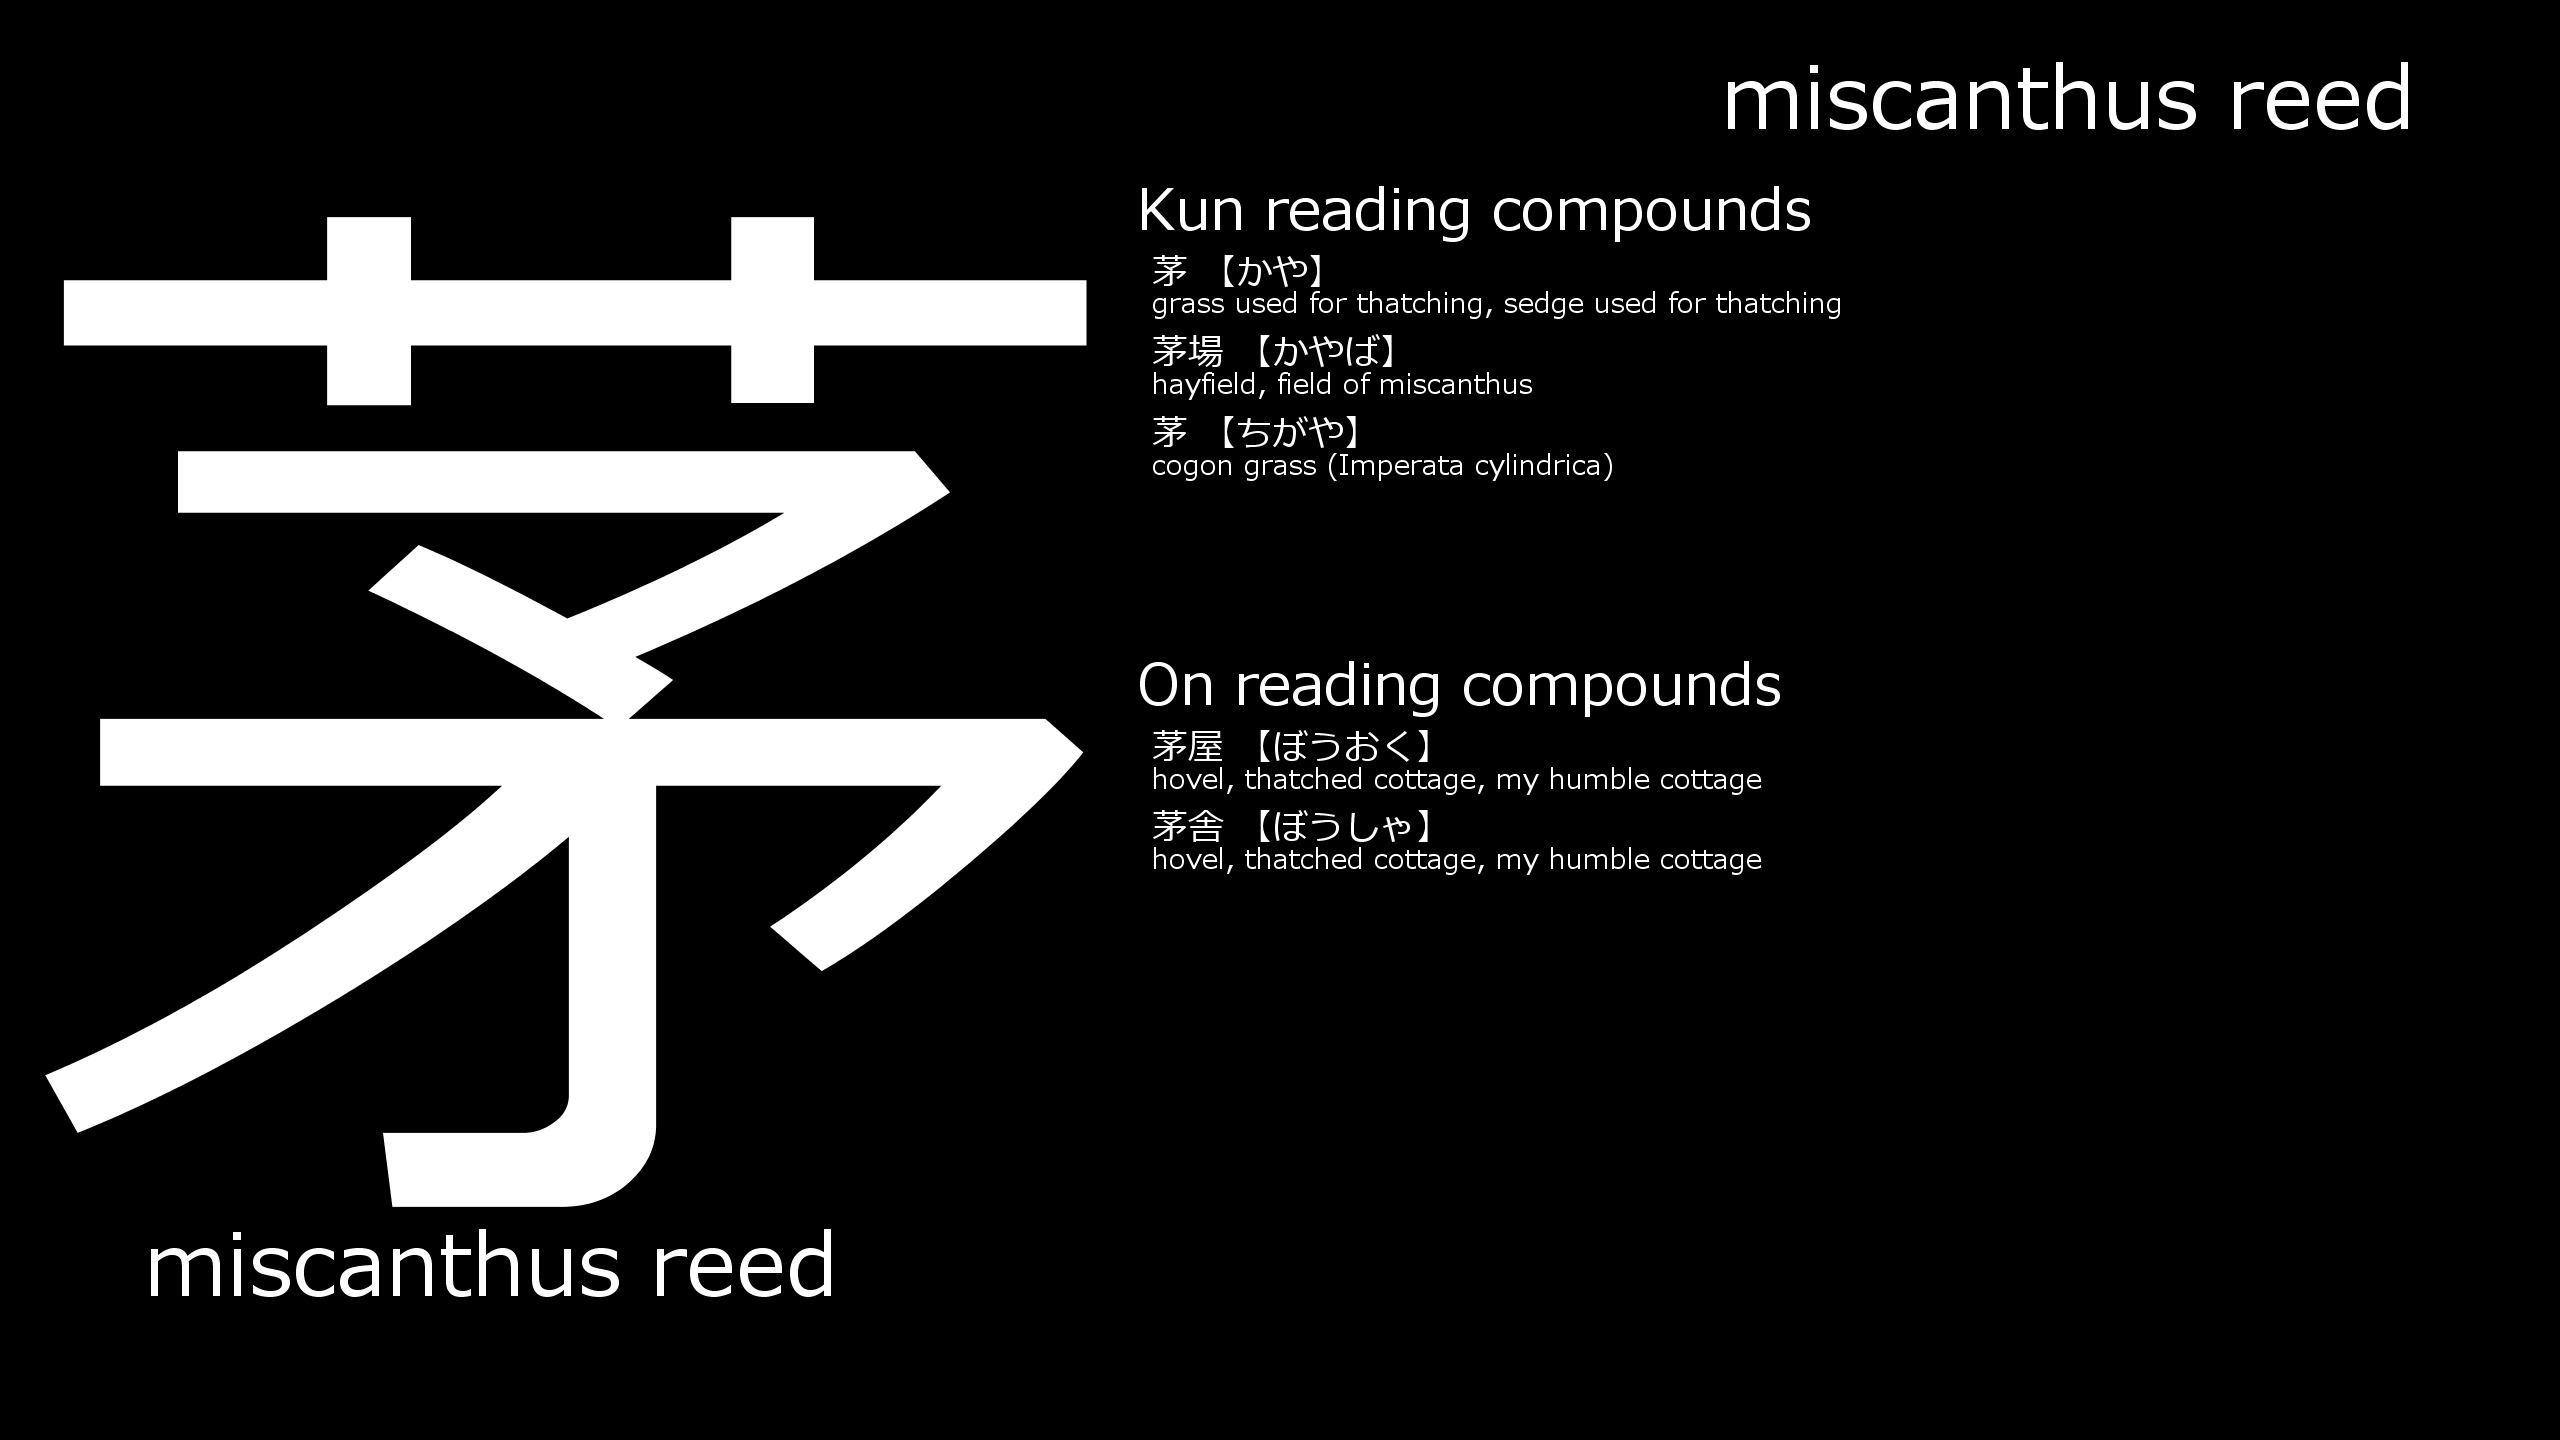 miscanthus reed
茅
miscanthus reed
Kun reading compounds
茅 【かや】
grass used for thatching, sedge used for thatching
茅場 【かやば】
hayfield, field of miscanthus
茅 【ちがや】
cogon grass (Imperata cylindrica)
On reading compounds
茅屋 【ぼうおく】
hovel, thatched cottage, my humble cottage
茅舎 【ぼうしゃ】
hovel, thatched cottage, my humble cottage